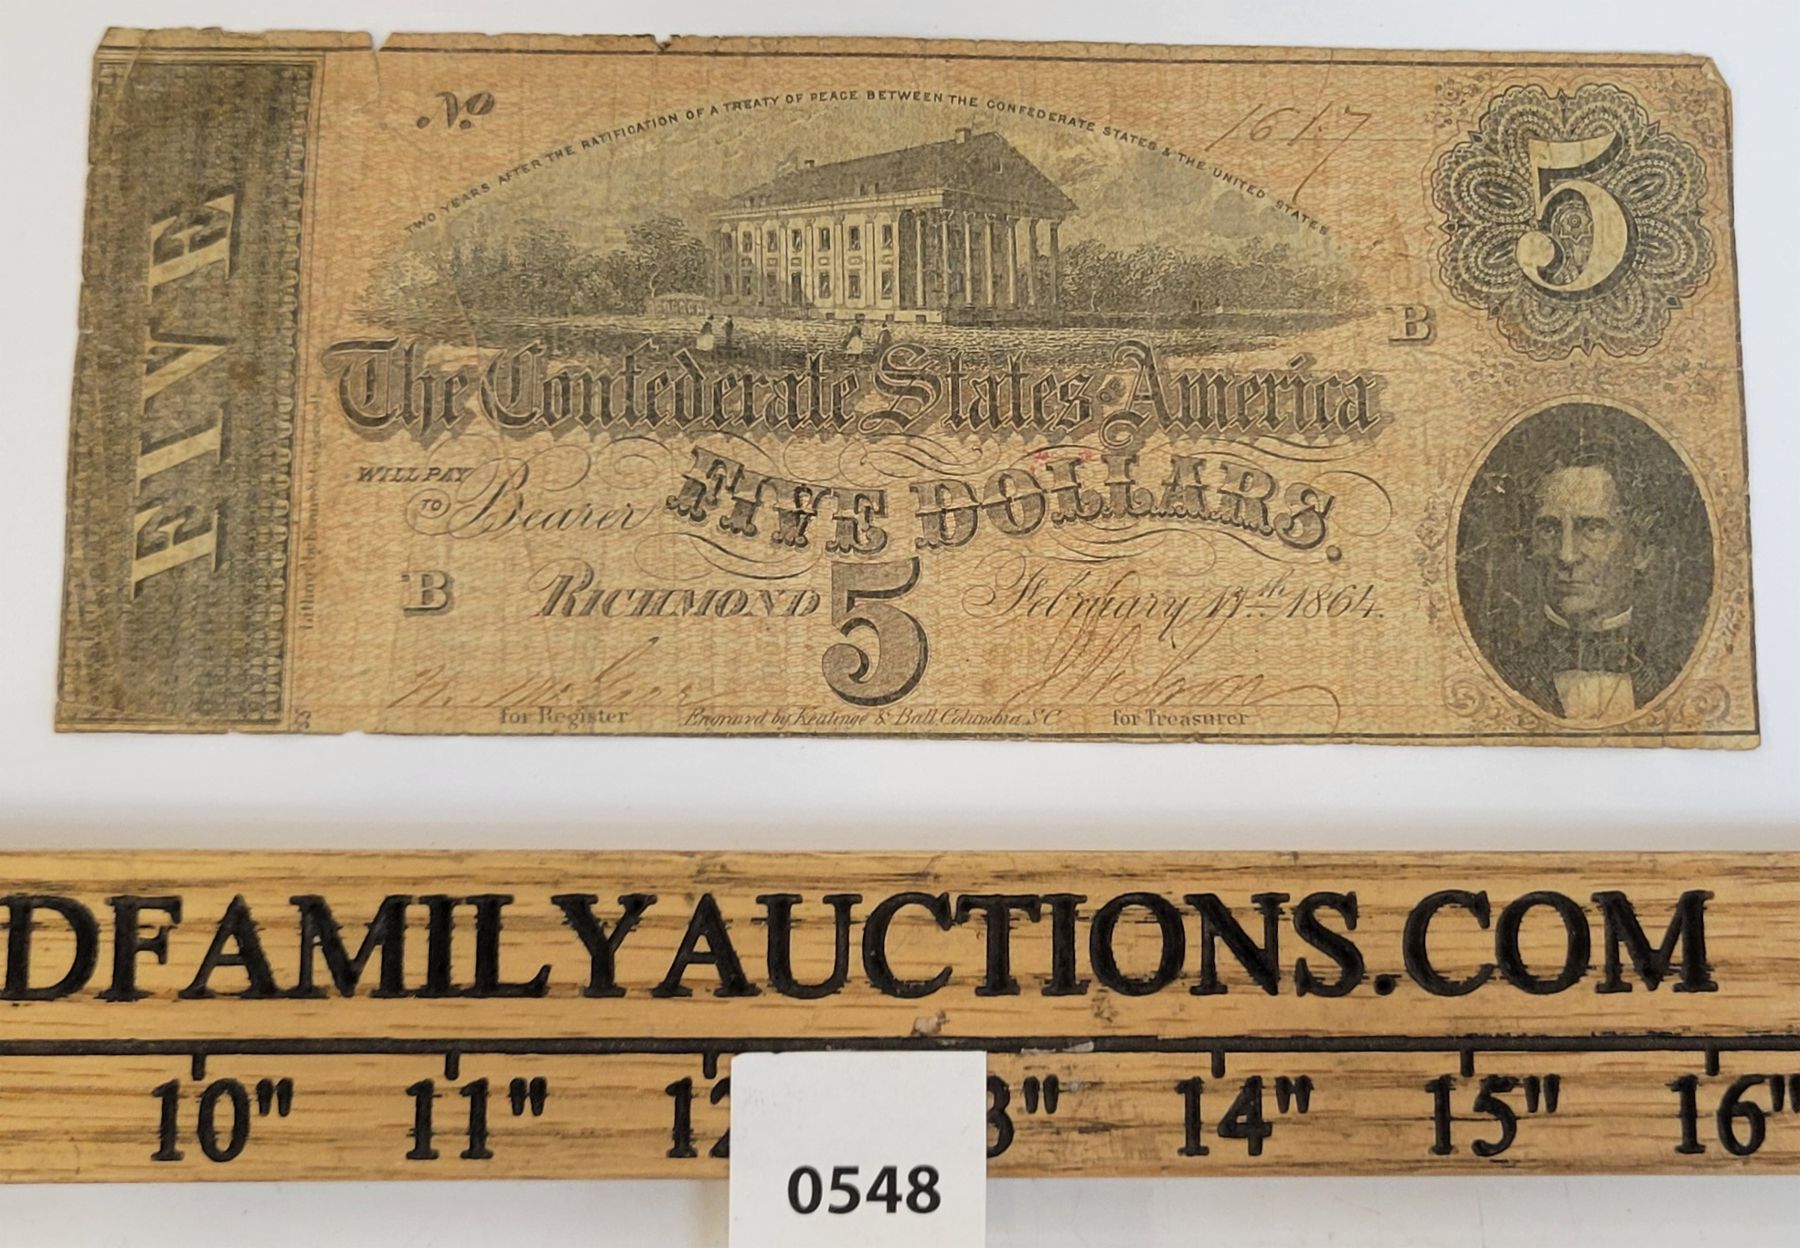 No 1617
TWO YEARS AFTER THE RATIFICATION OF A TREATY OF PEACE BETWEEN THE CONFEDERATE STATES & THE UNITED STATES
5
FIVE
B
The Confederate States America
WILL PAY
TO Bearer FIVE DOLLARS.
B RICHMOND 5 February 17th 1864.
for Register Engraved by Keatinge & Ball Columbia S C for Treasurer
DFAMILYAUCTIONS.COM
10" 11" 12 3" 14" 15" 16"
0548